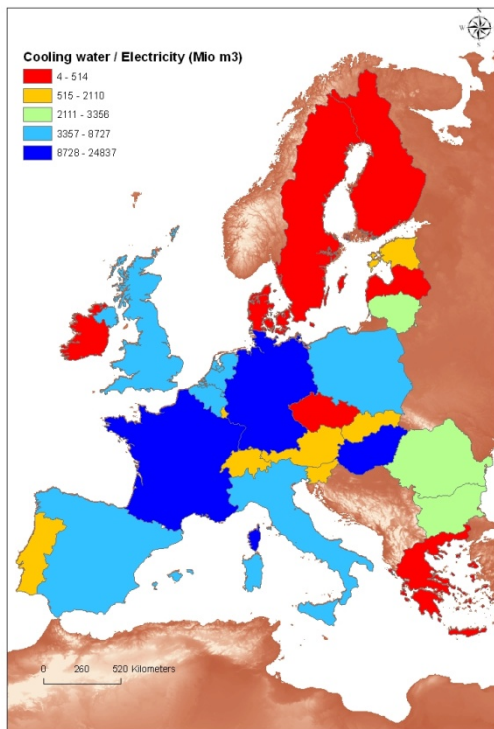 N
W
Cooling water / Electricity (Mio m3)
4 - 514
515 - 2110
2111 - 3356
3357 - 8727
8728 - 24837
0 260 520 Kilometers